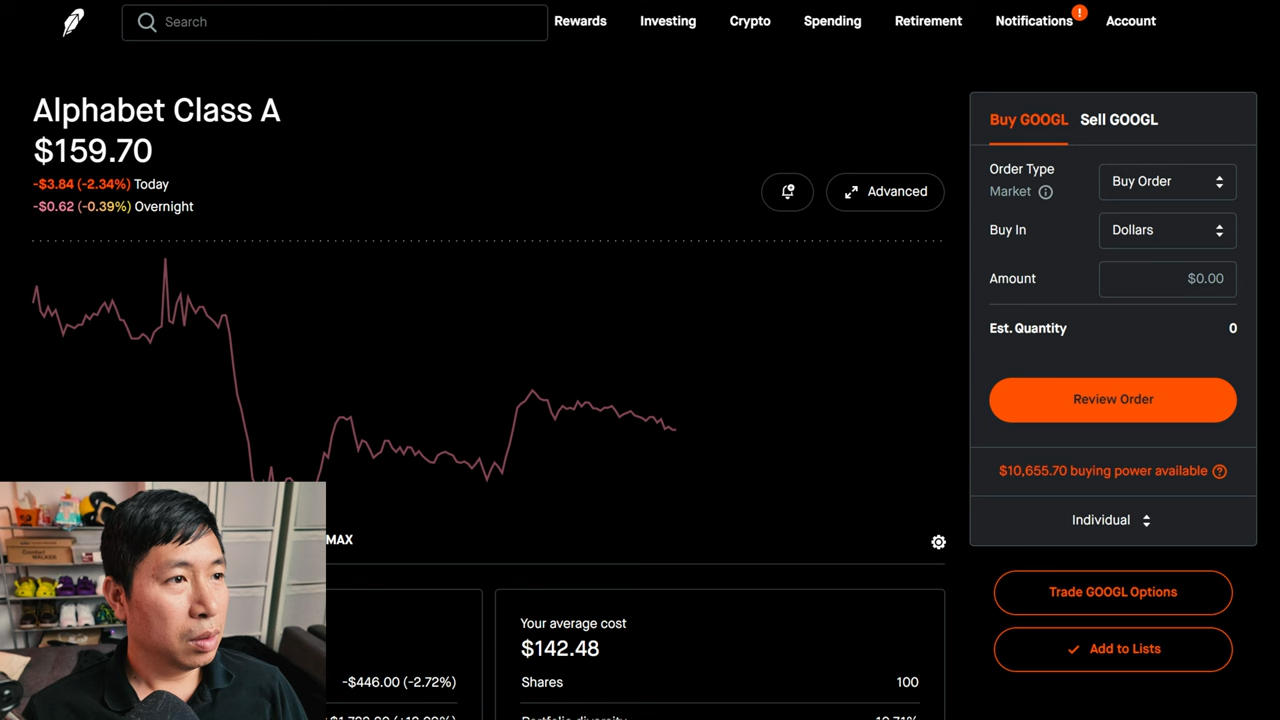 Search
Rewards
Investing
Crypto
Spending
Retirement
Notifications
!
Account
Alphabet Class A
$159.70
-$3.84 (-2.34%) Today
-$0.62 (-0.39%) Overnight
Advanced
MAX
-$446.00 (-2.72%)
Your average cost
$142.48
Shares 100
Buy GOOGL Sell GOOGL
Order Type
Market
Buy Order
Buy In Dollars
Amount $0.00
Est. Quantity 0
Review Order
$10,655.70 buying power available
Individual
Trade GOOGL Options
Add to Lists